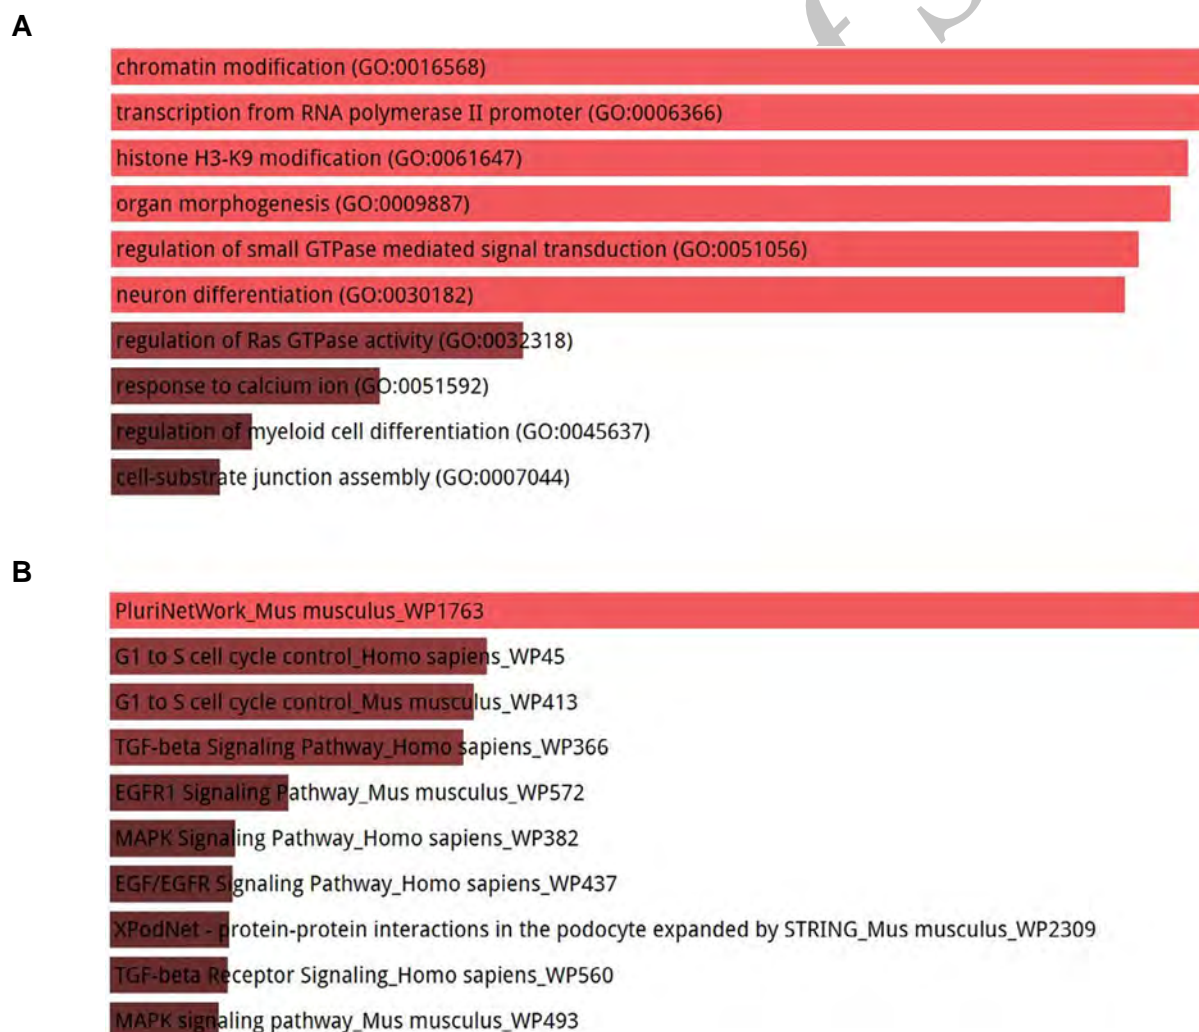 A
chromatin modification (GO:0016568)
transcription from RNA polymerase II promoter (GO:0006366)
histone H3-K9 modification (GO:0061647)
organ morphogenesis (GO:0009887)
regulation of small GTPase mediated signal transduction (GO:0051056)
neuron differentiation (GO:0030182)
regulation of Ras GTPase activity (GO:0032318)
response to calcium ion (GO:0051592)
regulation of myeloid cell differentiation (GO:0045637)
cell-substrate junction assembly (GO:0007044)
B
PluriNetWork_Mus musculus_WP1763
G1 to S cell cycle control_Homo sapiens_WP45
G1 to S cell cycle control_Mus musculus_WP413
TGF-beta Signaling Pathway_Homo sapiens_WP366
EGFR1 Signaling Pathway_Mus musculus_WP572
MAPK Signaling Pathway_Homo sapiens_WP382
EGF/EGFR Signaling Pathway_Homo sapiens_WP437
XPodNet - protein-protein interactions in the podocyte expanded by STRING_Mus musculus_WP2309
TGF-beta Receptor Signaling_Homo sapiens_WP560
MAPK signaling pathway_Mus musculus_WP493